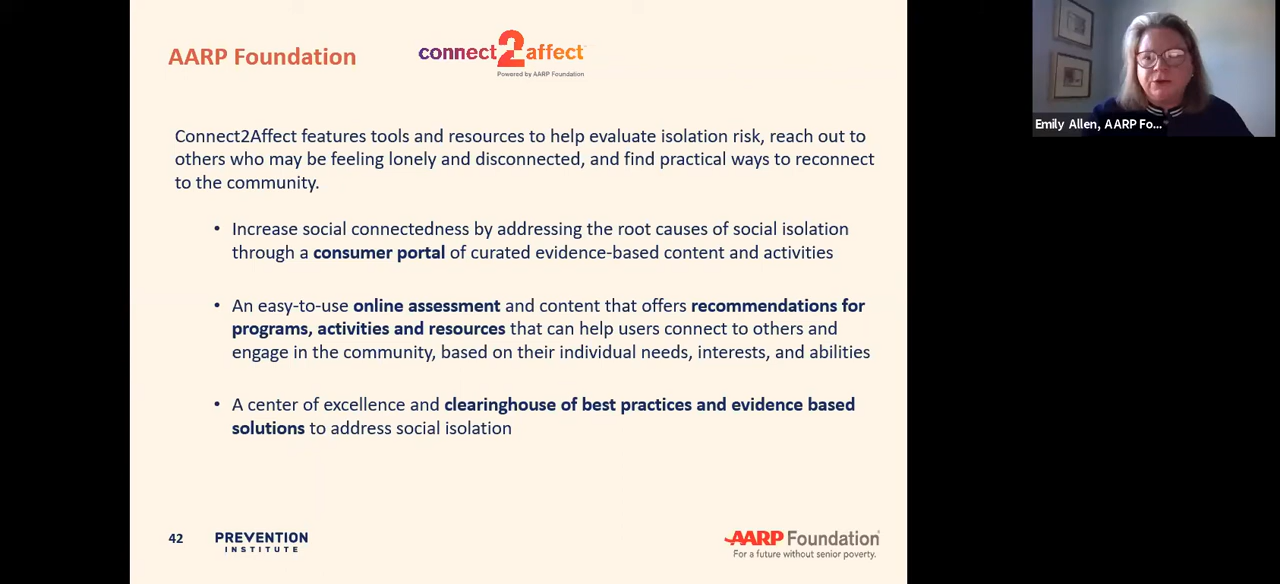 AARP Foundation
connect2affect
Powered by AARP Foundation
Emily Allen, AARP Fo...
Connect2Affect features tools and resources to help evaluate isolation risk, reach out to
others who may be feeling lonely and disconnected, and find practical ways to reconnect
to the community.
• Increase social connectedness by addressing the root causes of social isolation
through a consumer portal of curated evidence-based content and activities
• An easy-to-use online assessment and content that offers recommendations for
programs, activities and resources that can help users connect to others and
engage in the community, based on their individual needs, interests, and abilities
• A center of excellence and clearinghouse of best practices and evidence based
solutions to address social isolation
42
PREVENTION
INSTITUTE
AARP Foundation
For a future without senior poverty.